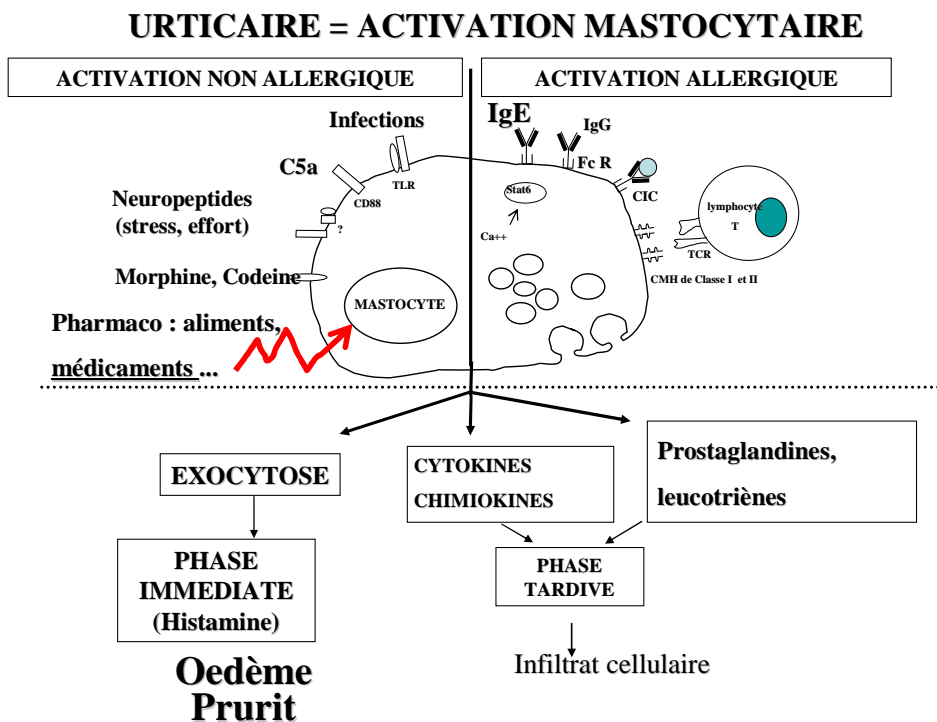 URTICAIRE = ACTIVATION MASTOCYTAIRE
ACTIVATION NON ALLERGIQUE
ACTIVATION ALLERGIQUE
Infections
C5a
TLR
CD88
Neuropeptides
(stress, effort)
?
Morphine, Codeine
MASTOCYTE
Pharmaco : aliments,
médicaments ...
IgE
IgG
Fc R
CIC
Stat6
Ca++
lymphocyte
T
TCR
CMH de Classe I et II
EXOCYTOSE
PHASE
IMMEDIATE
(Histamine)
Oedème
Prurit
CYTOKINES
CHIMIOKINES
Prostaglandines,
leucotriènes
PHASE
TARDIVE
Infiltrat cellulaire